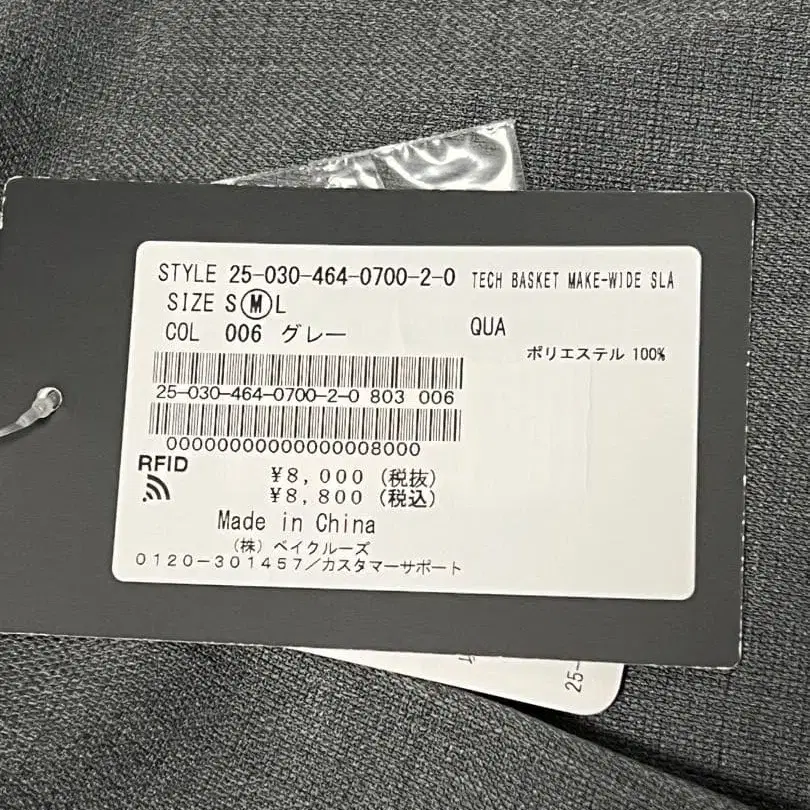 STYLE 25-030-464-0700-2-0 TECH BASKET MAKE-WIDE SLA
SIZE S M L
COL 006 グレー
QUA
ポリエステル 100%
25-030-464-0700-2-0 803 006
00000000000000008000
RFID
¥8,000 (税抜)
¥8,800 (税込)
Made in China
(株) ベイクルーズ
0120-301457/カスタマーサポート
25-